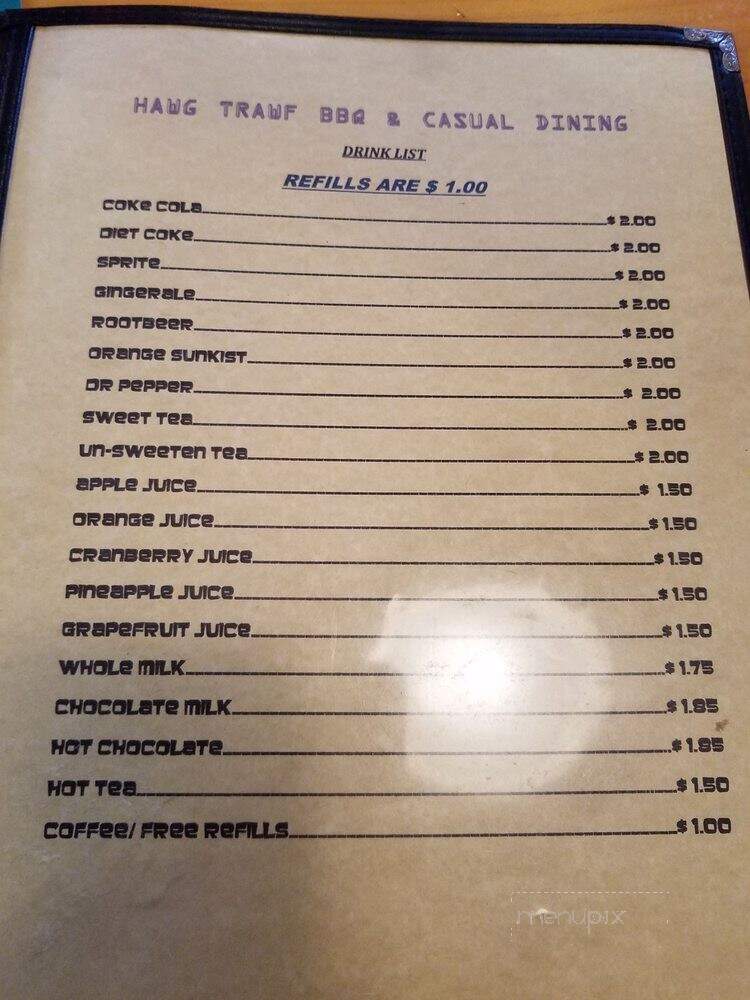 HAWG TRAWF BBQ & CASUAL DINING
DRINK LIST
REFILLS ARE $ 1.00
COKE COLA $ 2.00
DIET COKE $ 2.00
SPRITE $ 2.00
GINGERALE $ 2.00
ROOTBEER $ 2.00
ORANGE SUNKIST $ 2.00
DR PEPPER $ 2.00
SWEET TEA $ 2.00
UN-SWEETEN TEA $ 2.00
APPLE JUICE $ 1.50
ORANGE JUICE $ 1.50
CRANBERRY JUICE $ 1.50
PINEAPPLE JUICE $ 1.50
GRAPEFRUIT JUICE $ 1.50
WHOLE MILK $ 1.75
CHOCOLATE MILK $ 1.85
HOT CHOCOLATE $ 1.85
HOT TEA $ 1.50
COFFEE/ FREE REFILLS $ 1.00
menupix